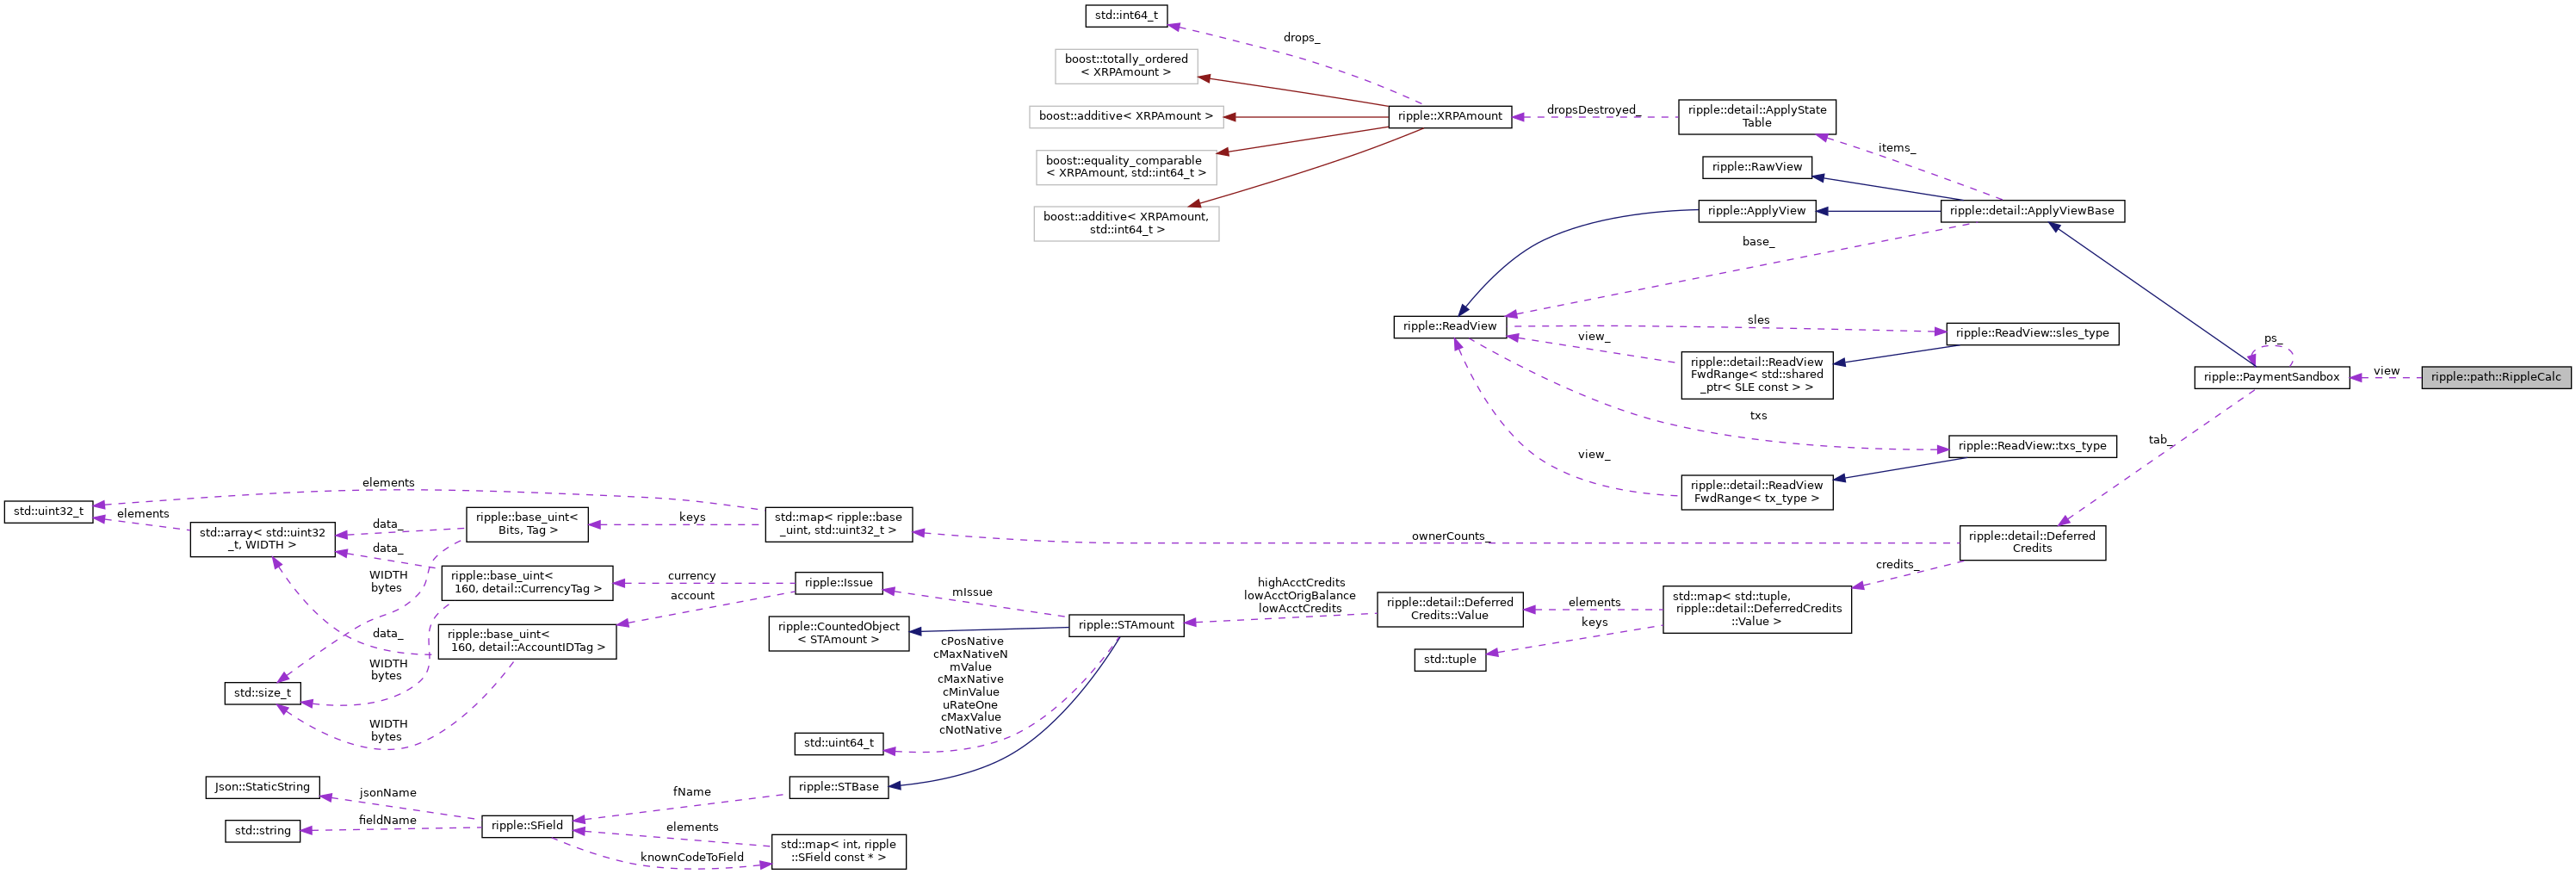 std::int64_t
drops_
boost::totally_ordered
< XRPAmount >
boost::additive< XRPAmount >
ripple::XRPAmount
dropsDestroyed_
ripple::detail::ApplyState
Table
boost::equality_comparable
< XRPAmount, std::int64_t >
items_
ripple::RawView
boost::additive< XRPAmount,
std::int64_t >
ripple::ApplyView
ripple::detail::ApplyViewBase
base_
ripple::ReadView
sles
ripple::ReadView::sles_type
view_
ripple::detail::ReadView
FwdRange< std::shared
_ptr< SLE const > >
ps_
ripple::PaymentSandbox
view
ripple::path::RippleCalc
txs
tab_
ripple::ReadView::txs_type
view_
ripple::detail::ReadView
FwdRange< tx_type >
elements
std::uint32_t
elements
std::array< std::uint32
_t, WIDTH >
data_
data_
ripple::base_uint<
Bits, Tag >
keys
std::map< ripple::base
_uint, std::uint32_t >
ownerCounts_
ripple::detail::Deferred
Credits
credits_
WIDTH
bytes
ripple::base_uint<
160, detail::CurrencyTag >
currency
account
ripple::Issue
mIssue
highAcctCredits
lowAcctOrigBalance
lowAcctCredits
ripple::detail::Deferred
Credits::Value
elements
keys
std::map< std::tuple,
ripple::detail::DeferredCredits
::Value >
data_
ripple::base_uint<
160, detail::AccountIDTag >
ripple::CountedObject
< STAmount >
ripple::STAmount
std::tuple
WIDTH
bytes
std::size_t
WIDTH
bytes
cPosNative
cMaxNativeN
mValue
cMaxNative
cMinValue
uRateOne
cMaxValue
cNotNative
std::uint64_t
Json::StaticString
jsonName
fName
ripple::STBase
std::string
fieldName
ripple::SField
elements
knownCodeToField
std::map< int, ripple
::SField const * >